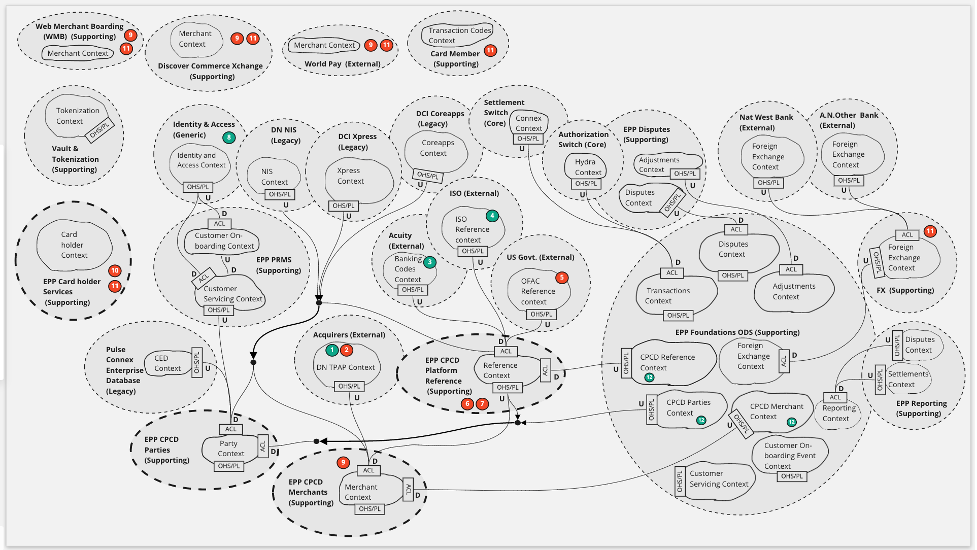 Web Merchant Boarding
(WMB) (Supporting)
9
Merchant Context
11
Merchant
Context
9
11
Discover Commerce Xchange
(Supporting)
Merchant Context
9
11
World Pay (External)
Transaction Codes
Context
Card Member
11
(Supporting)
Tokenization
Context
OHS/PL
Vault &
Tokenization
(Supporting)
Identity & Access
(Generic)
8
Identity and
Access Context
OHS/PL
U
U
DN NIS
(Legacy)
NIS
Context
OHS/PL
U
DCI Xpress
(Legacy)
Xpress
Context
OHS/PL
U
DCI Coreapps
(Legacy)
Coreapps
Context
OHS/PL
U
Settlement
Switch
(Core)
Connex
Context
OHS/PL
U
Authorization
Switch (Core)
Hydra
Context
OHS/PL
U
EPP Disputes
(Supporting)
Adjustments
Context
OHS/PL
U
Disputes
Context
OHS/PL
U
Nat West Bank
(External)
Foreign
Exchange
Context
OHS/PL
U
A.N.Other Bank
(External)
Foreign
Exchange
Context
OHS/PL
U
Card
holder
Context
10
EPP Card holder
Services
11
(Supporting)
D
ACL
Customer On-
boarding Context
U
D
ACL
EPP PRMS
(Supporting)
Customer
Servicing Context
OHS/PL
U
ISO (External)
ISO
Reference
context
4
OHS/PL
U
Acuity
(External)
Banking
Codes
Context
3
OHS/PL
U
US Govt. (External)
OFAC
Reference
context
5
OHS/PL
U
D
ACL
Foreign
Exchange
Context
11
OHS/PL
U
FX (Supporting)
D
ACL
Disputes
Context
OHS/PL
D
ACL
Transactions
Context
OHS/PL
D
ACL
Adjustments
Context
EPP Foundations ODS (Supporting)
Pulse
Connex
Enterprise
Database
(Legacy)
CED
Context
OHS/PL
U
Acquirers (External)
1
2
DN TPAP Context
OHS/PL
U
EPP CPCD
Platform
Reference
(Supporting)
D
ACL
Reference
Context
ACL
D
OHS/PL
U
6
7
U
OHS/PL
CPCD Reference
Context
12
Foreign
Exchange
Context
ACL
D
U
OHS/PL
CPCD Parties
Context
12
CPCD Merchant
Context
12
OHS/PL
U
Customer On-
boarding Event
Context
OHS/PL
OHS/PL
Customer
Servicing Context
U
OHS/PL
Disputes
Context
U
OHS/PL
Settlements
Context
D
ACL
Reporting
Context
U
EPP Reporting
(Supporting)
EPP CPCD
Parties
(Supporting)
D
ACL
Party
Context
ACL
D
OHS/PL
EPP CPCD
Merchants
(Supporting)
9
D
ACL
Merchant
Context
ACL
D
OHS/PL